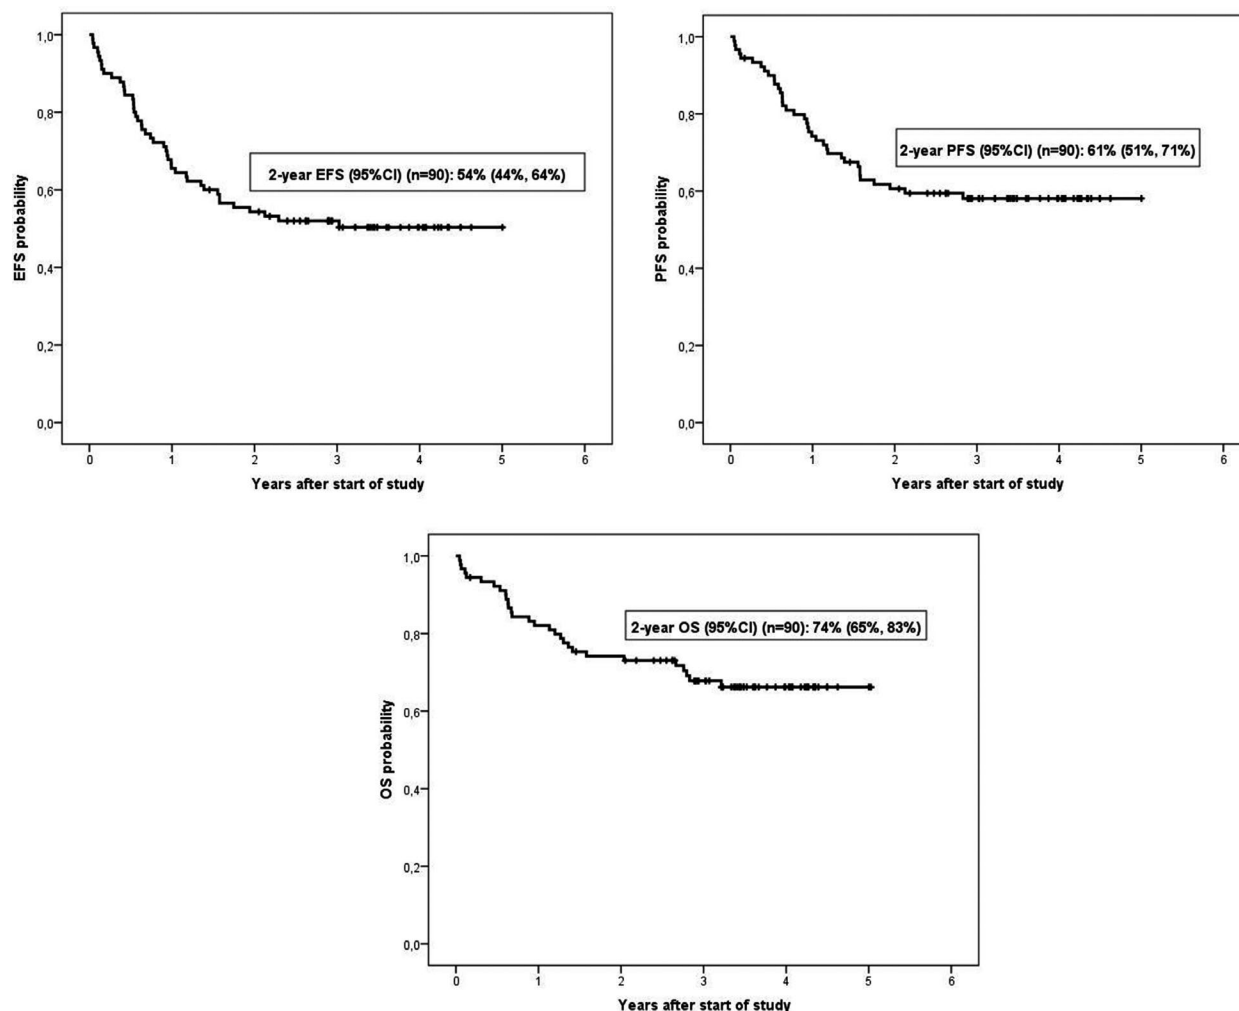 1,0
0,8
0,6
0,4
0,2
0,0
EFS probability
2-year EFS (95%CI) (n=90): 54% (44%, 64%)
0 1 2 3 4 5 6
Years after start of study
1,0
0,8
0,6
0,4
0,2
0,0
PFS probability
2-year PFS (95%CI) (n=90): 61% (51%, 71%)
0 1 2 3 4 5 6
Years after start of study
1,0
0,8
0,6
0,4
0,2
0,0
OS probability
2-year OS (95%CI) (n=90): 74% (65%, 83%)
0 1 2 3 4 5 6
Years after start of study